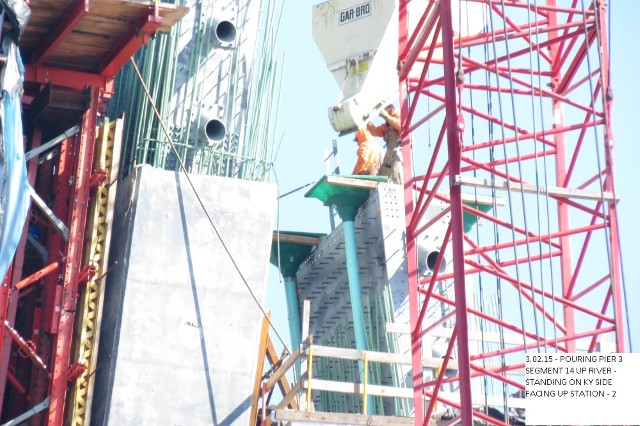 GAR-BRO
3.02.15 - POURING PIER 3
SEGMENT 14 UP RIVER -
STANDING ON KY SIDE
FACING UP STATION - 2